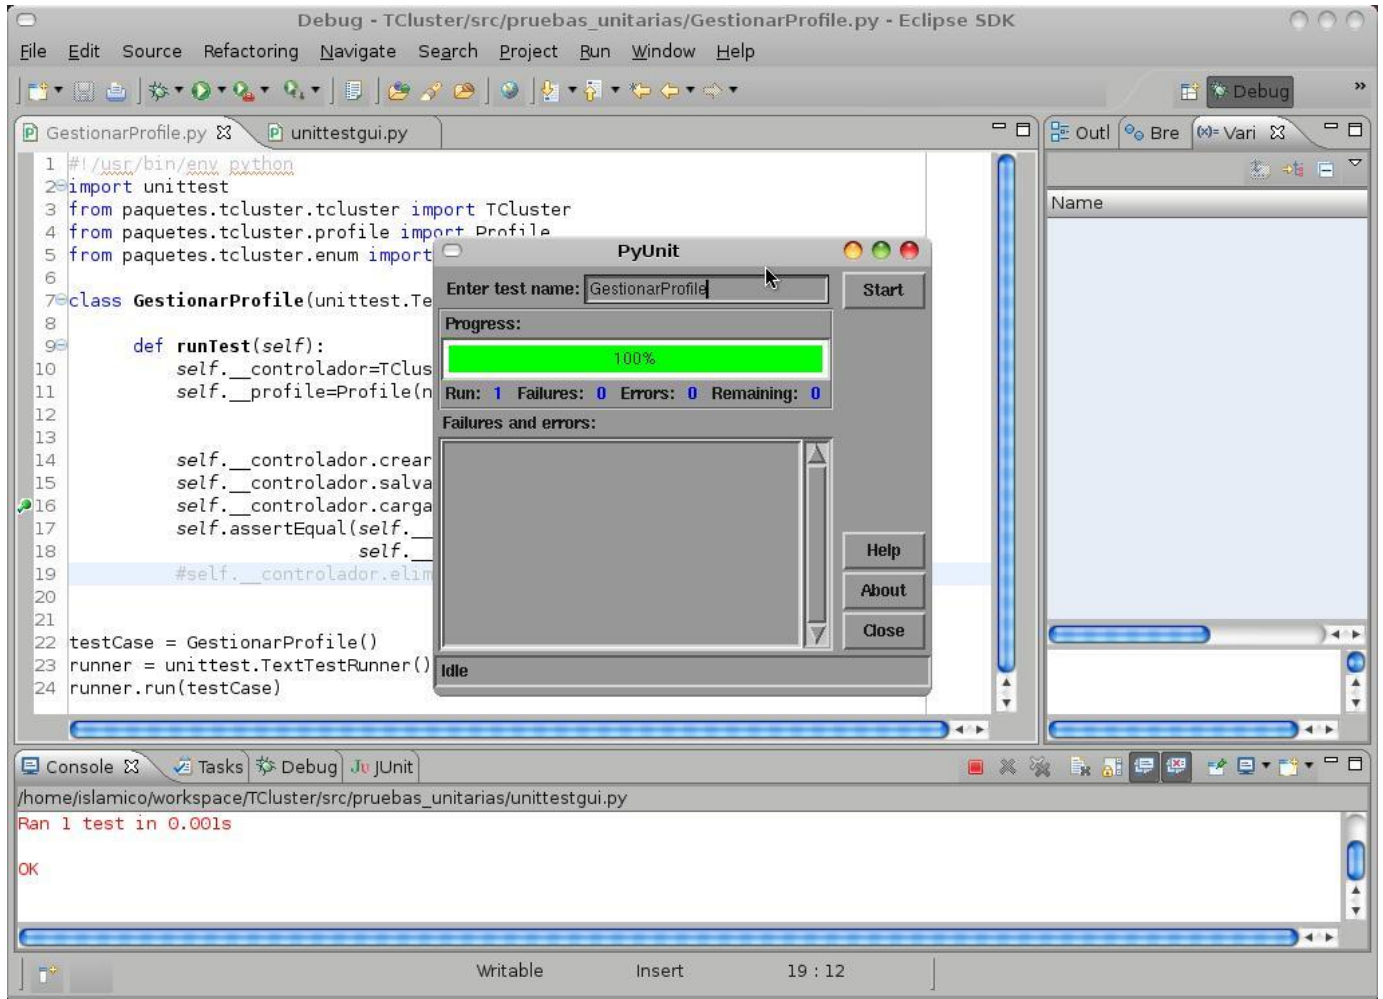 Debug - TCluster/src/pruebas_unitarias/GestionarProfile.py - Eclipse SDK
File Edit Source Refactoring Navigate Search Project Run Window Help
Debug »
GestionarProfile.py unittestgui.py
Outl Bre (x)= Vari
Name
1 #!/usr/bin/env python
2 import unittest
3 from paquetes.tcluster.tcluster import TCluster
4 from paquetes.tcluster.profile import Profile
5 from paquetes.tcluster.enum import
6
7 class GestionarProfile(unittest.Te
8
9 def runTest(self):
10 self.__controlador=TClus
11 self.__profile=Profile(n
12
13
14 self.__controlador.crear
15 self.__controlador.salva
16 self.__controlador.carga
17 self.assertEqual(self.__
18 self.__
19 #self.__controlador.elim
20
21
22 testCase = GestionarProfile()
23 runner = unittest.TextTestRunner()
24 runner.run(testCase)
PyUnit
Enter test name: GestionarProfile
Start
Progress:
100%
Run: 1 Failures: 0 Errors: 0 Remaining: 0
Failures and errors:
Help
About
Close
Idle
Console Tasks Debug Ju JUnit
/home/islamico/workspace/TCluster/src/pruebas_unitarias/unittestgui.py
Ran 1 test in 0.001s
OK
Writable Insert 19 : 12